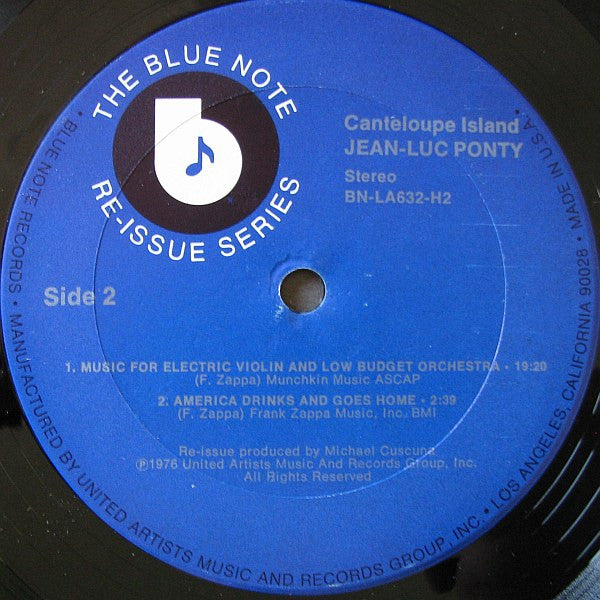 THE BLUE NOTE
RE-ISSUE SERIES
b
Canteloupe Island
JEAN-LUC PONTY
Stereo
BN-LA632-H2
Side 2
1. MUSIC FOR ELECTRIC VIOLIN AND LOW BUDGET ORCHESTRA • 19:20
(F. Zappa) Munchkin Music ASCAP
2. AMERICA DRINKS AND GOES HOME • 2:39
(F. Zappa) Frank Zappa Music, Inc. BMI
Re-issue produced by Michael Cuscuna
℗1976 United Artists Music And Records Group, Inc.
All Rights Reserved
• BLUE NOTE RECORDS • MANUFACTURED BY UNITED ARTISTS MUSIC AND RECORDS GROUP, INC. • LOS ANGELES, CALIFORNIA 90028 • MADE IN U.S.A. •